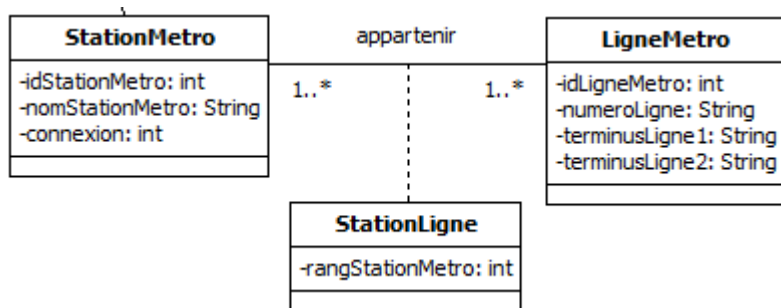 StationMetro
-idStationMetro: int
-nomStationMetro: String
-connexion: int
appartenir
1..*
1..*
LigneMetro
-idLigneMetro: int
-numeroLigne: String
-terminusLigne1: String
-terminusLigne2: String
StationLigne
-rangStationMetro: int